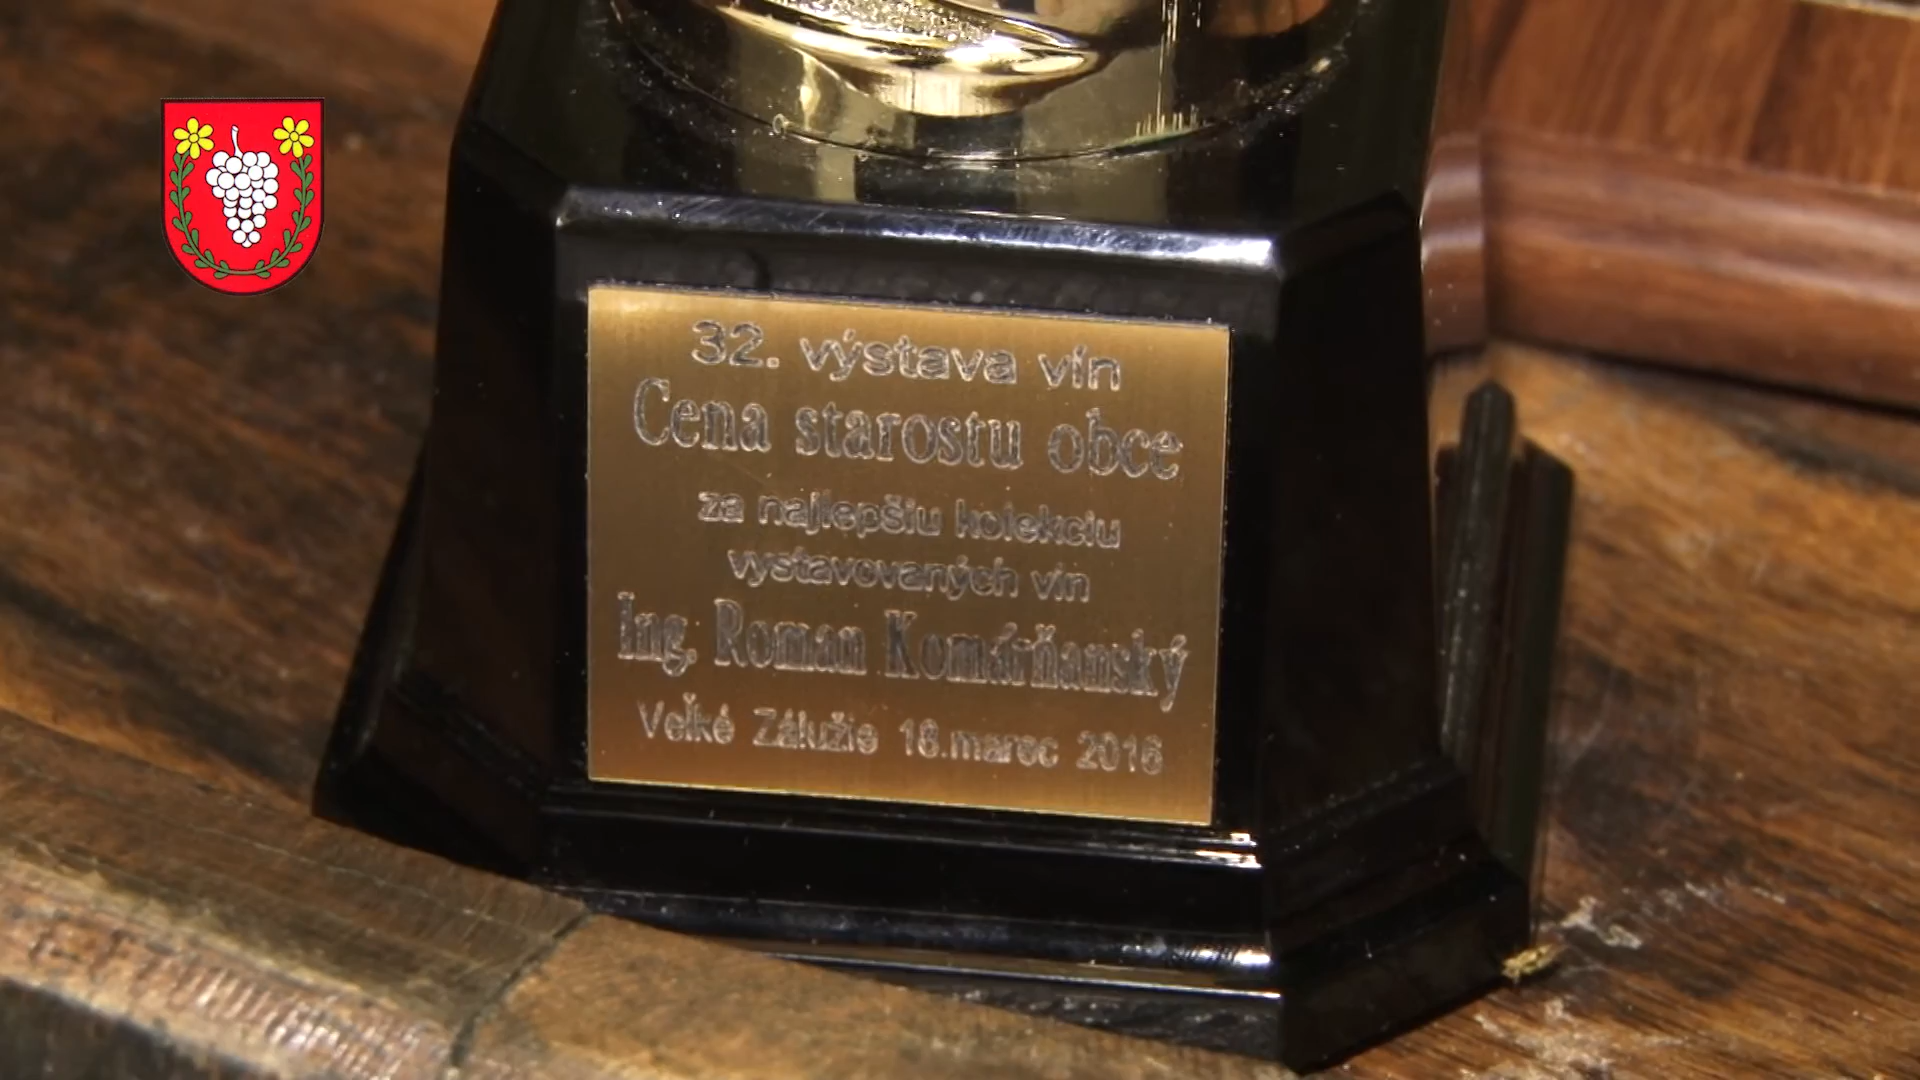 32. výstava vín
Cena starostu obce
za najlepšiu kolekciu
vystavovaných vín
Ing. Roman Komárňanský
Veľké Zálužie 18.marec 2016